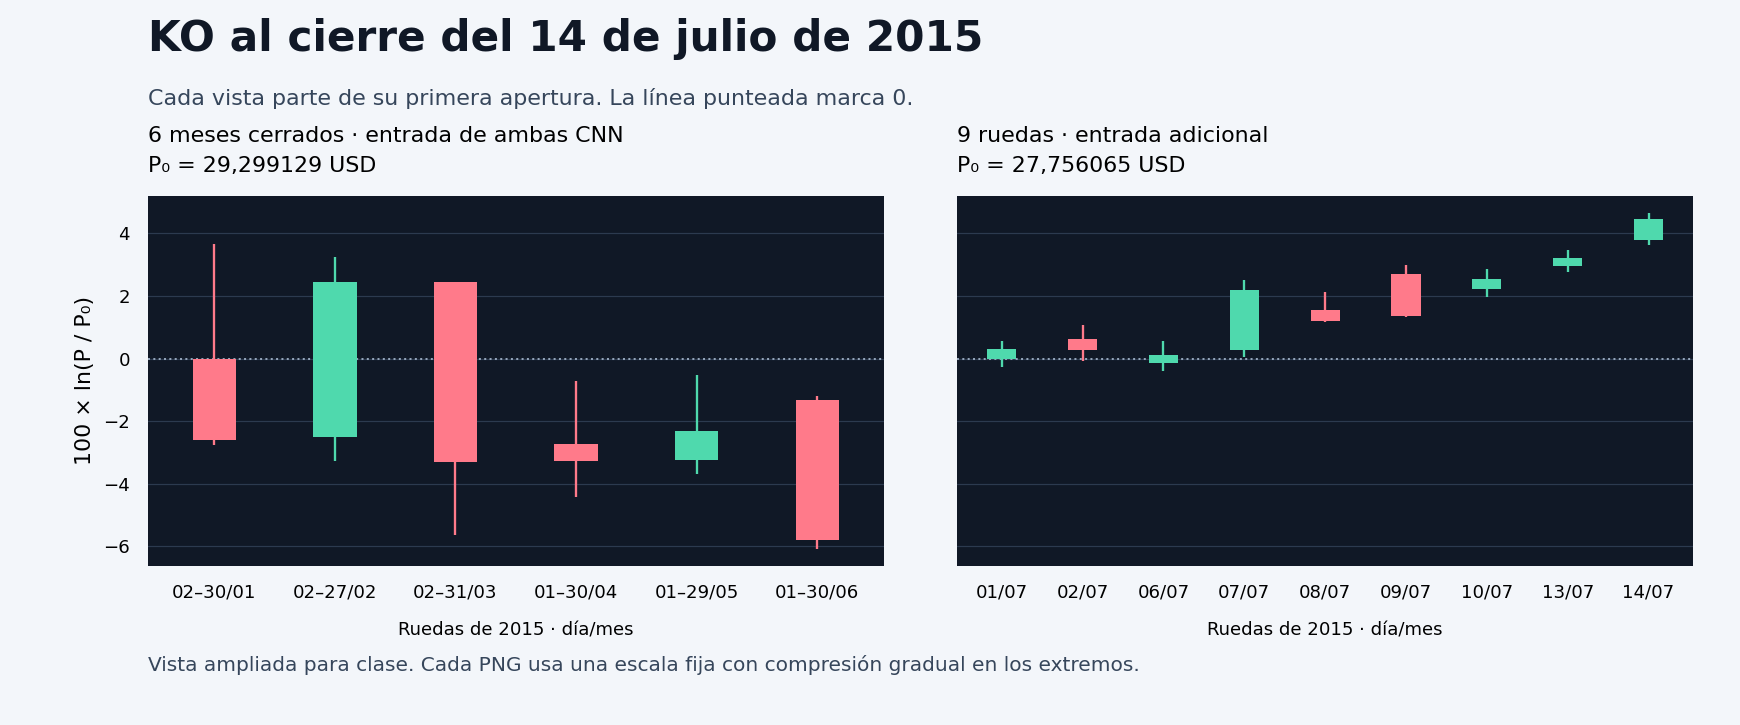 KO al cierre del 14 de julio de 2015
Cada vista parte de su primera apertura. La línea punteada marca 0.
6 meses cerrados · entrada de ambas CNN
P₀ = 29,299129 USD
9 ruedas · entrada adicional
P₀ = 27,756065 USD
100 × ln(P / P₀)
4
2
0
−2
−4
−6
02–30/01 02–27/02 02–31/03 01–30/04 01–29/05 01–30/06
Ruedas de 2015 · día/mes
01/07 02/07 06/07 07/07 08/07 09/07 10/07 13/07 14/07
Ruedas de 2015 · día/mes
Vista ampliada para clase. Cada PNG usa una escala fija con compresión gradual en los extremos.